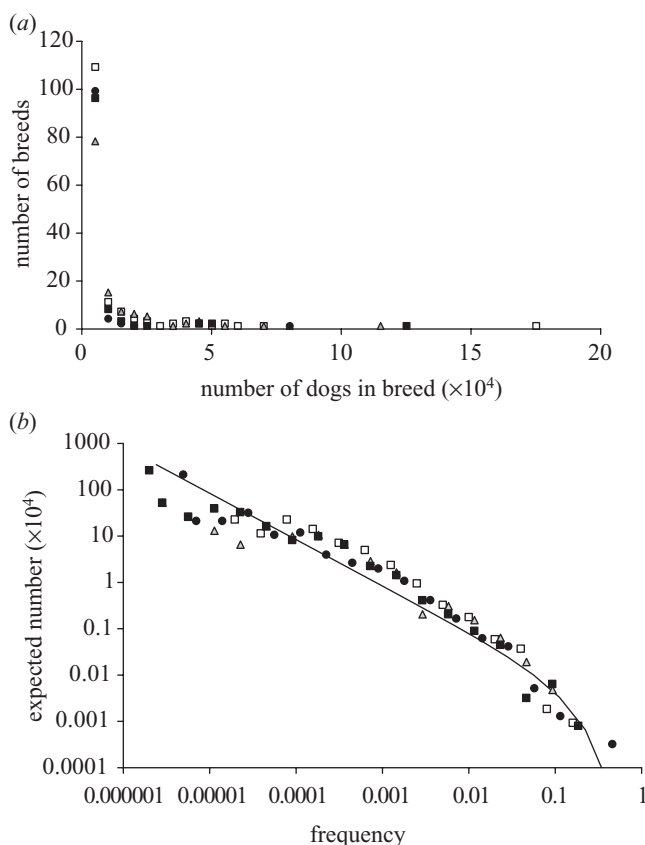 (a)
120
100
80
60
40
20
0
number of breeds
0 5 10 15 20
number of dogs in breed (×10⁴)
(b)
1000
100
10
1
0.1
0.01
0.001
0.0001
expected number (×10⁴)
0.000001 0.00001 0.0001 0.001 0.01 0.1 1
frequency